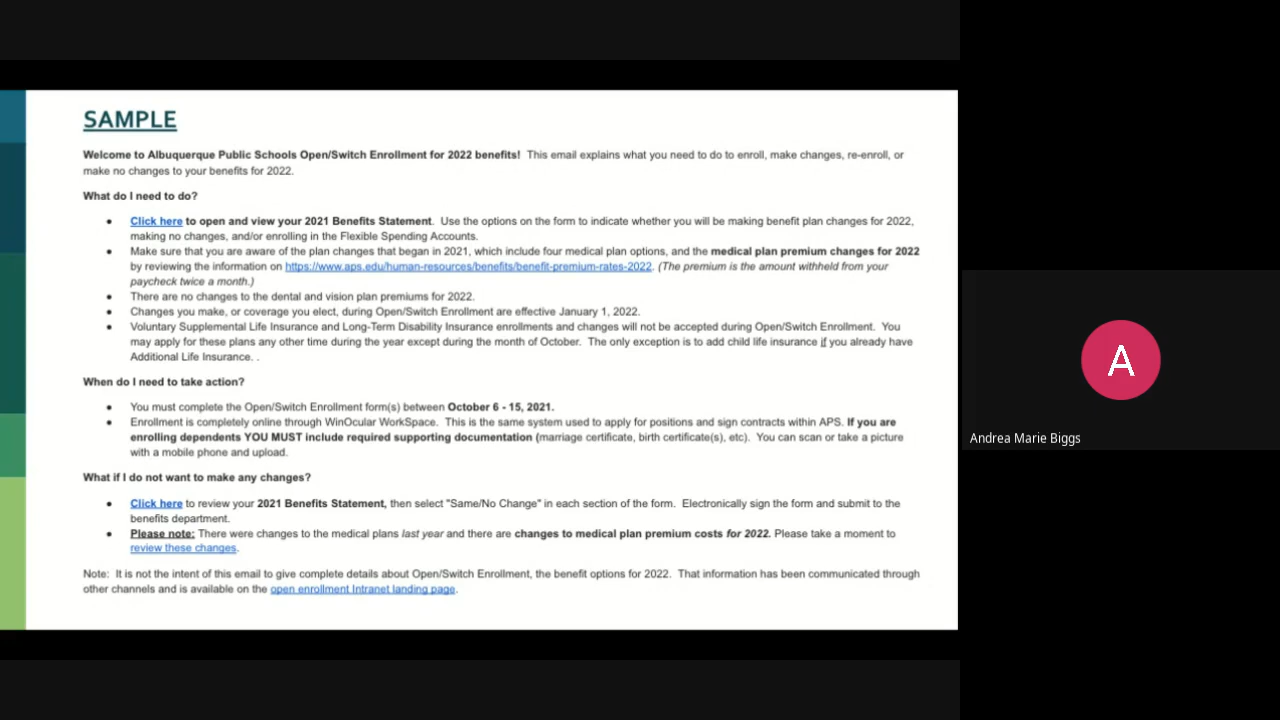 SAMPLE
Welcome to Albuquerque Public Schools Open/Switch Enrollment for 2022 benefits!  This email explains what you need to do to enroll, make changes, re-enroll, or
make no changes to your benefits for 2022.
What do I need to do?
● Click here to open and view your 2021 Benefits Statement.  Use the options on the form to indicate whether you will be making benefit plan changes for 2022,
making no changes, and/or enrolling in the Flexible Spending Accounts.
● Make sure that you are aware of the plan changes that began in 2021, which include four medical plan options, and the medical plan premium changes for 2022
by reviewing the information on https://www.aps.edu/human-resources/benefits/benefit-premium-rates-2022. (The premium is the amount withheld from your
paycheck twice a month.)
● There are no changes to the dental and vision plan premiums for 2022.
● Changes you make, or coverage you elect, during Open/Switch Enrollment are effective January 1, 2022.
● Voluntary Supplemental Life Insurance and Long-Term Disability Insurance enrollments and changes will not be accepted during Open/Switch Enrollment.  You
may apply for these plans any other time during the year except during the month of October.  The only exception is to add child life insurance if you already have
Additional Life Insurance. .
When do I need to take action?
● You must complete the Open/Switch Enrollment form(s) between October 6 - 15, 2021.
● Enrollment is completely online through WinOcular WorkSpace.  This is the same system used to apply for positions and sign contracts within APS. If you are
enrolling dependents YOU MUST include required supporting documentation (marriage certificate, birth certificate(s), etc).  You can scan or take a picture
with a mobile phone and upload.
What if I do not want to make any changes?
● Click here to review your 2021 Benefits Statement, then select "Same/No Change" in each section of the form.  Electronically sign the form and submit to the
benefits department.
● Please note: There were changes to the medical plans last year and there are changes to medical plan premium costs for 2022. Please take a moment to
review these changes.
Note:  It is not the intent of this email to give complete details about Open/Switch Enrollment, the benefit options for 2022.  That information has been communicated through
other channels and is available on the open enrollment Intranet landing page.
A
Andrea Marie Biggs